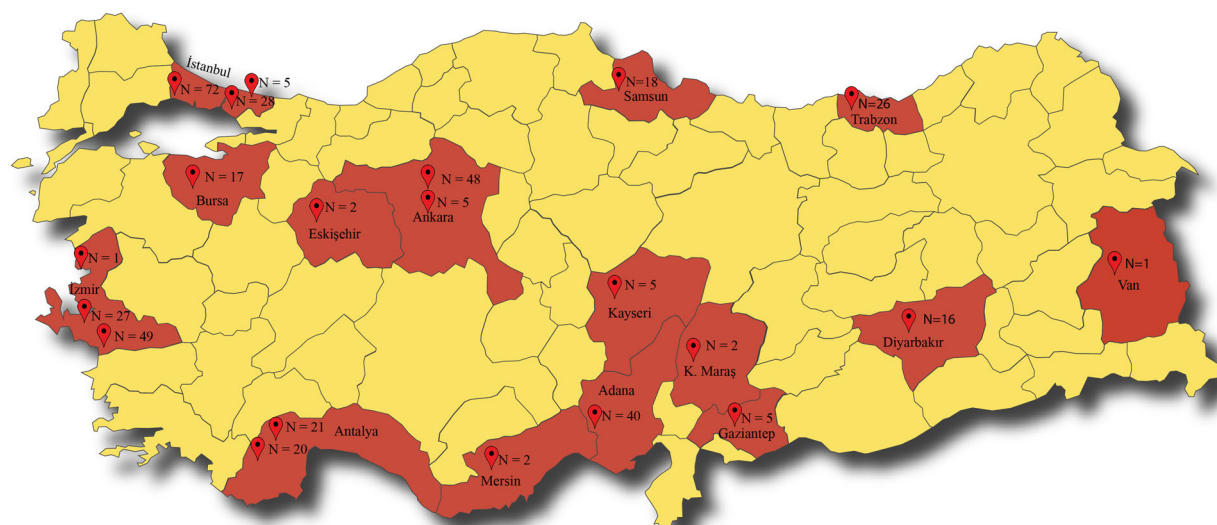 İstanbul
N = 5
N = 72
N = 28
N=18
Samsun
N=26
Trabzon
N = 17
Bursa
N = 48
N = 5
Ankara
N = 2
Eskişehir
N = 1
İzmir
N = 27
N = 49
N = 5
Kayseri
N=1
Van
N=16
Diyarbakır
N = 2
K. Maraş
Adana
N = 40
N = 5
Gaziantep
N = 21
Antalya
N = 20
N = 2
Mersin